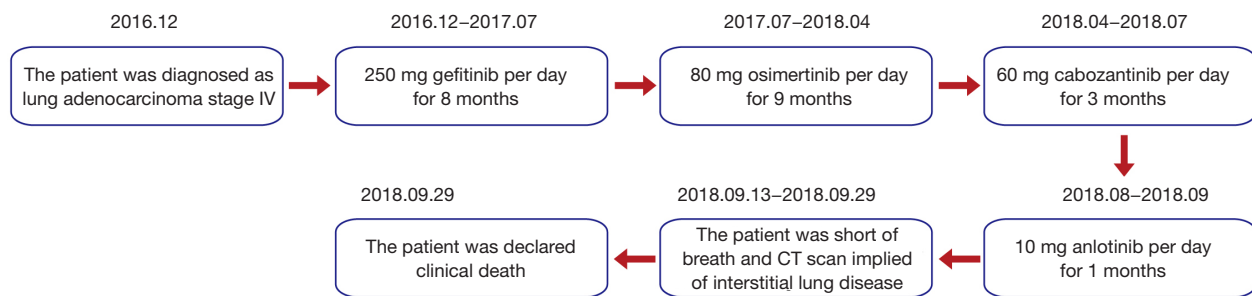 2016.12
The patient was diagnosed as
lung adenocarcinoma stage IV
2016.12–2017.07
250 mg gefitinib per day
for 8 months
2017.07–2018.04
80 mg osimertinib per day
for 9 months
2018.04–2018.07
60 mg cabozantinib per day
for 3 months
2018.08–2018.09
10 mg anlotinib per day
for 1 months
2018.09.13–2018.09.29
The patient was short of
breath and CT scan implied
of interstitial lung disease
2018.09.29
The patient was declared
clinical death